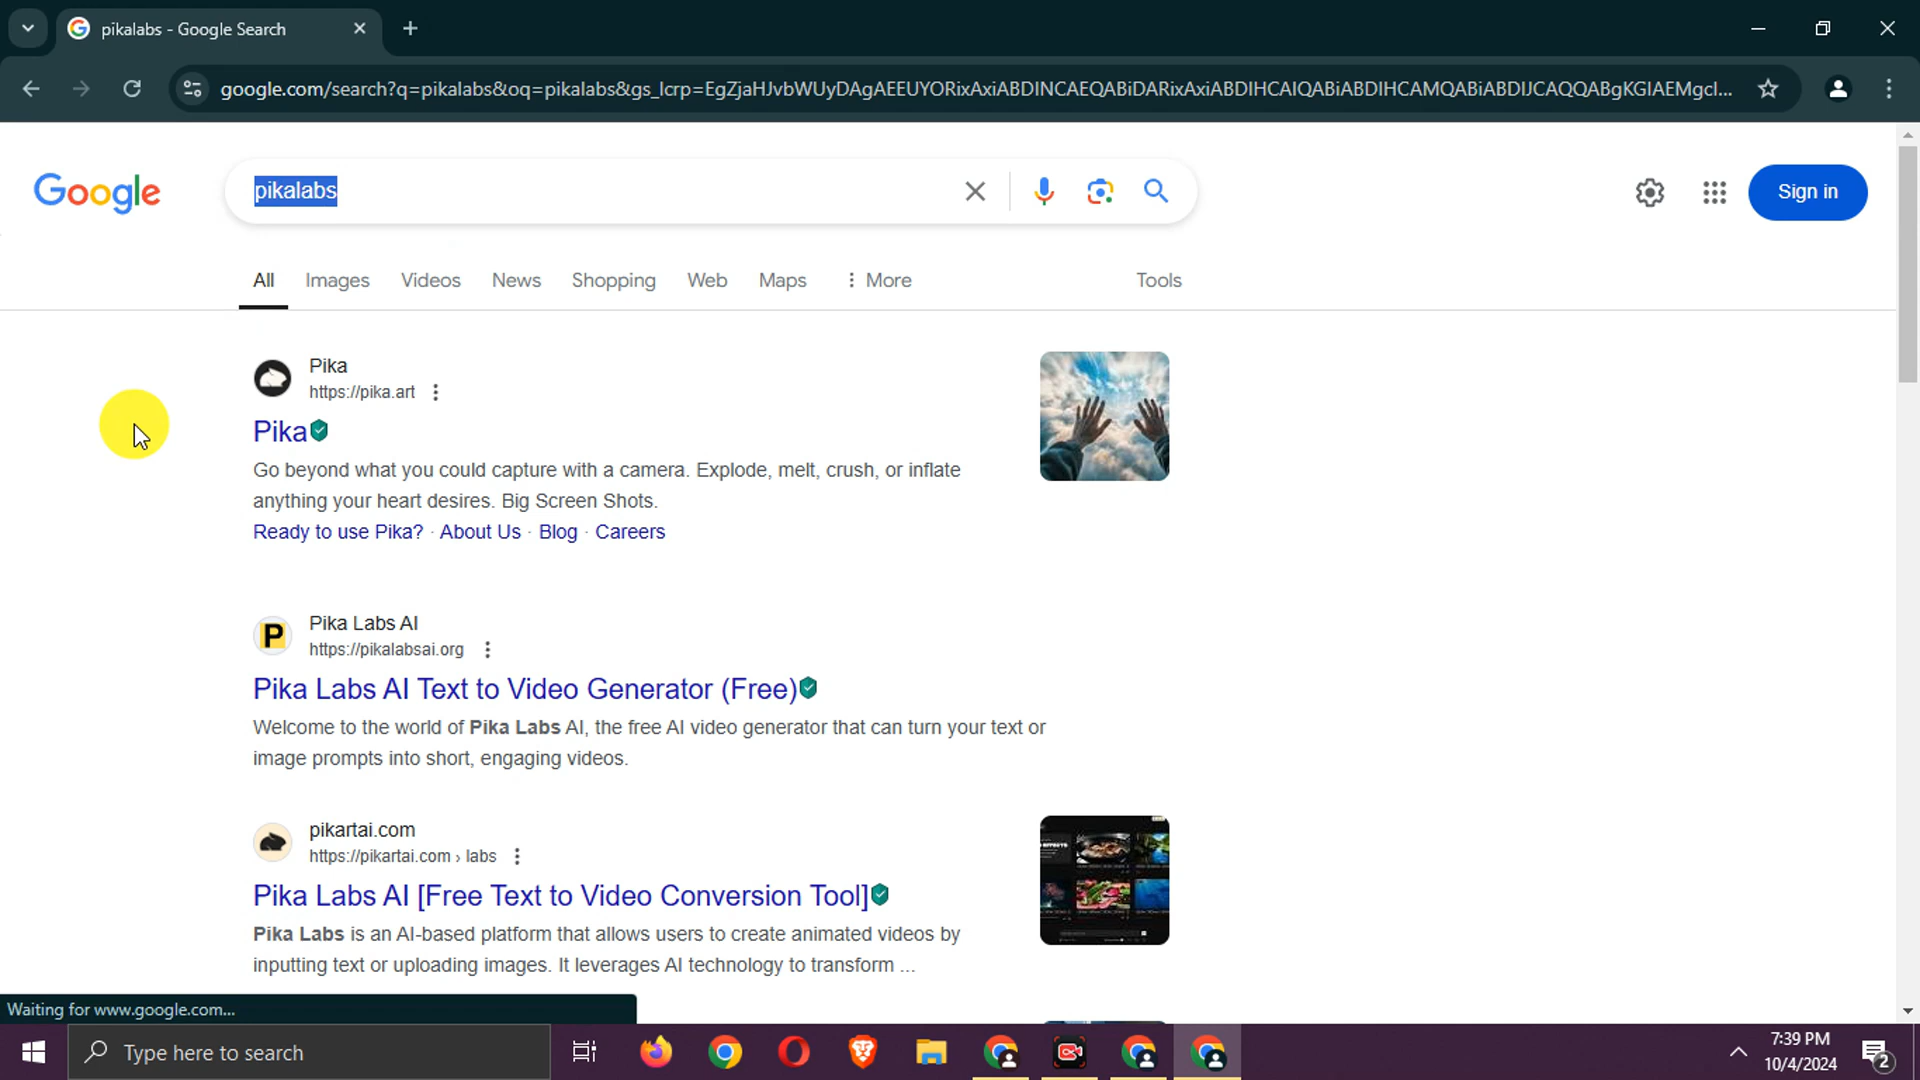 pikalabs - Google Search
google.com/search?q=pikalabs&oq=pikalabs&gs_lcrp=EgZjaHJvbWUyDAgAEEUYORixAxiABDINCAEQABiDARixAxiABDIHCAIQABiABDIHCAMQABiABDIJCAQQABgKGIAEMgcI...
Google
pikalabs
Sign in
All Images Videos News Shopping Web Maps More Tools
Pika
https://pika.art
Pika
Go beyond what you could capture with a camera. Explode, melt, crush, or inflate
anything your heart desires. Big Screen Shots.
Ready to use Pika? · About Us · Blog · Careers
P
Pika Labs AI
https://pikalabsai.org
Pika Labs AI Text to Video Generator (Free)
Welcome to the world of Pika Labs AI, the free AI video generator that can turn your text or
image prompts into short, engaging videos.
pikartai.com
https://pikartai.com › labs
Pika Labs AI [Free Text to Video Conversion Tool]
Pika Labs is an AI-based platform that allows users to create animated videos by
inputting text or uploading images. It leverages AI technology to transform ...
Waiting for www.google.com...
Type here to search
7:39 PM
10/4/2024
2